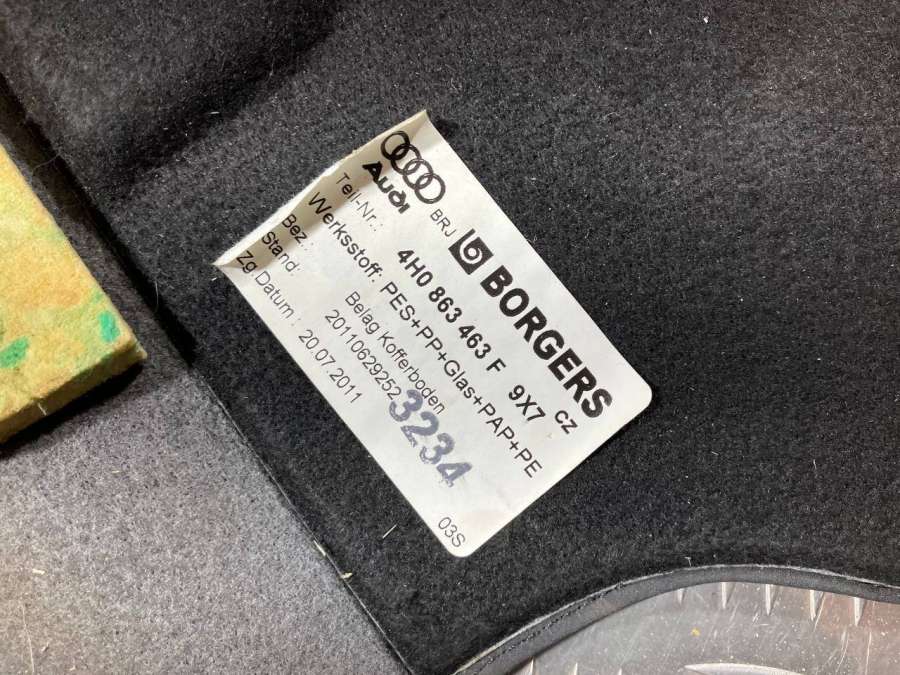 Audi BRJ BORGERS cz
Teil-Nr.: 4H0 863 463 F 9X7
Werksstoff: PES+PP+Glas+PAP+PE
Bez.: Belag Kofferboden
Stand: 20110629252
3234
Zg Datum : 20.07.2011
03S